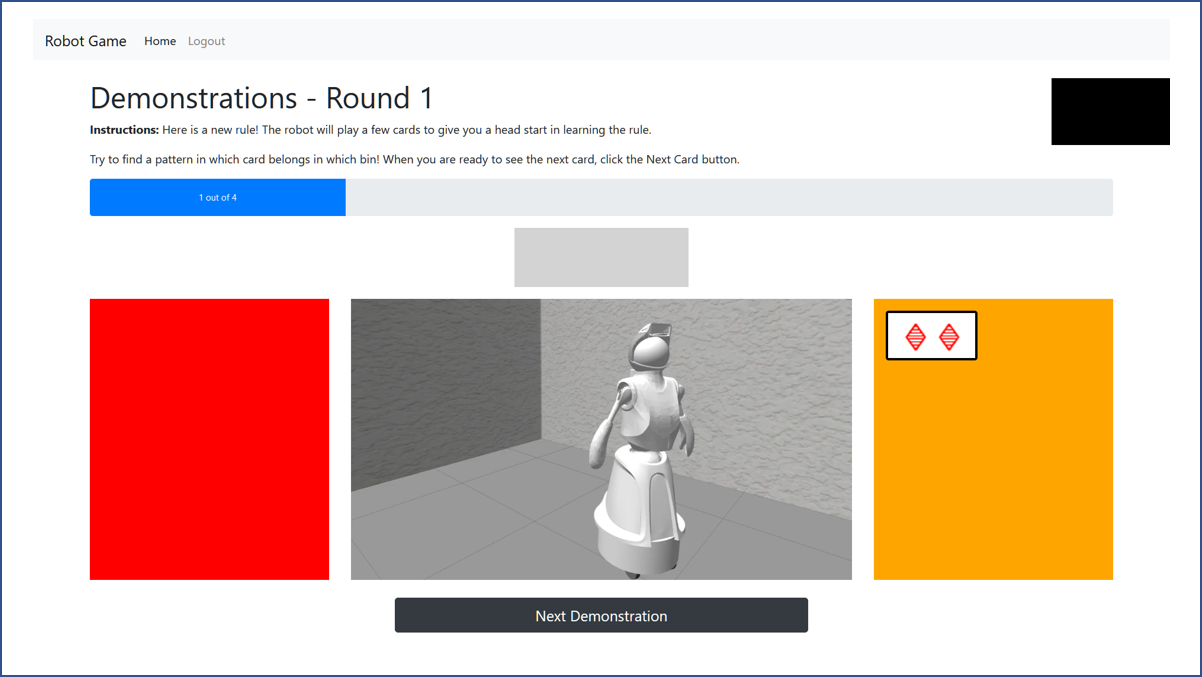 Robot Game Home Logout
Demonstrations - Round 1
Instructions: Here is a new rule! The robot will play a few cards to give you a head start in learning the rule.
Try to find a pattern in which card belongs in which bin! When you are ready to see the next card, click the Next Card button.
1 out of 4
Next Demonstration